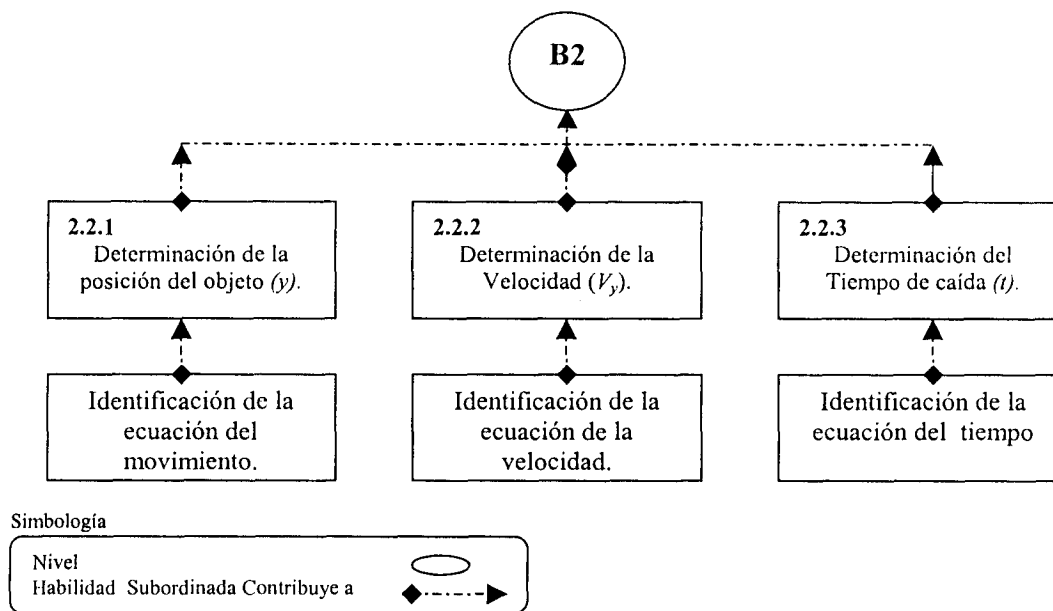 B2
2.2.1
Determinación de la
posición del objeto (y).
2.2.2
Determinación de la
Velocidad (Vy).
2.2.3
Determinación del
Tiempo de caída (t).
Identificación de la
ecuación del
movimiento.
Identificación de la
ecuación de la
velocidad.
Identificación de la
ecuación del tiempo
Simbología
Nivel
Habilidad Subordinada Contribuye a